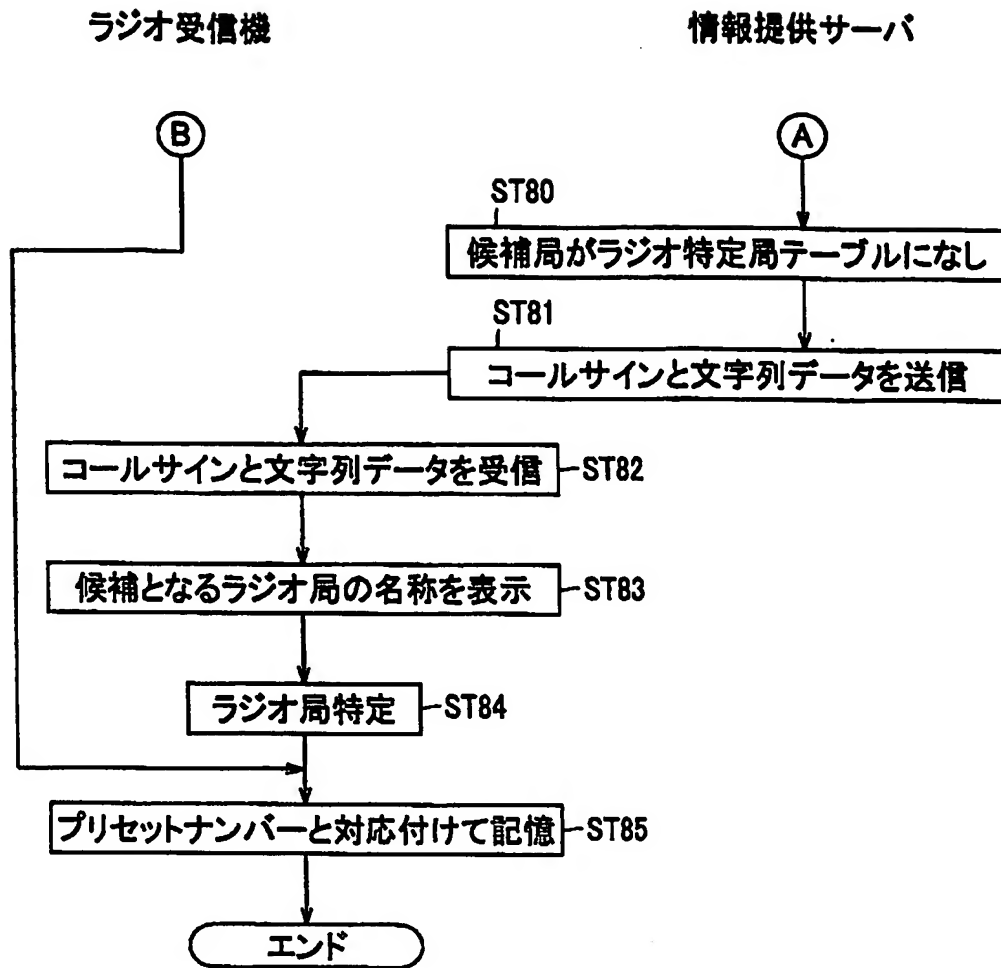 ラジオ受信機
情報提供サーバ
B
A
ST80
候補局がラジオ特定局テーブルになし
ST81
コールサインと文字列データを送信
コールサインと文字列データを受信
ST82
候補となるラジオ局の名称を表示
ST83
ラジオ局特定
ST84
プリセットナンバーと対応付けて記憶
ST85
エンド